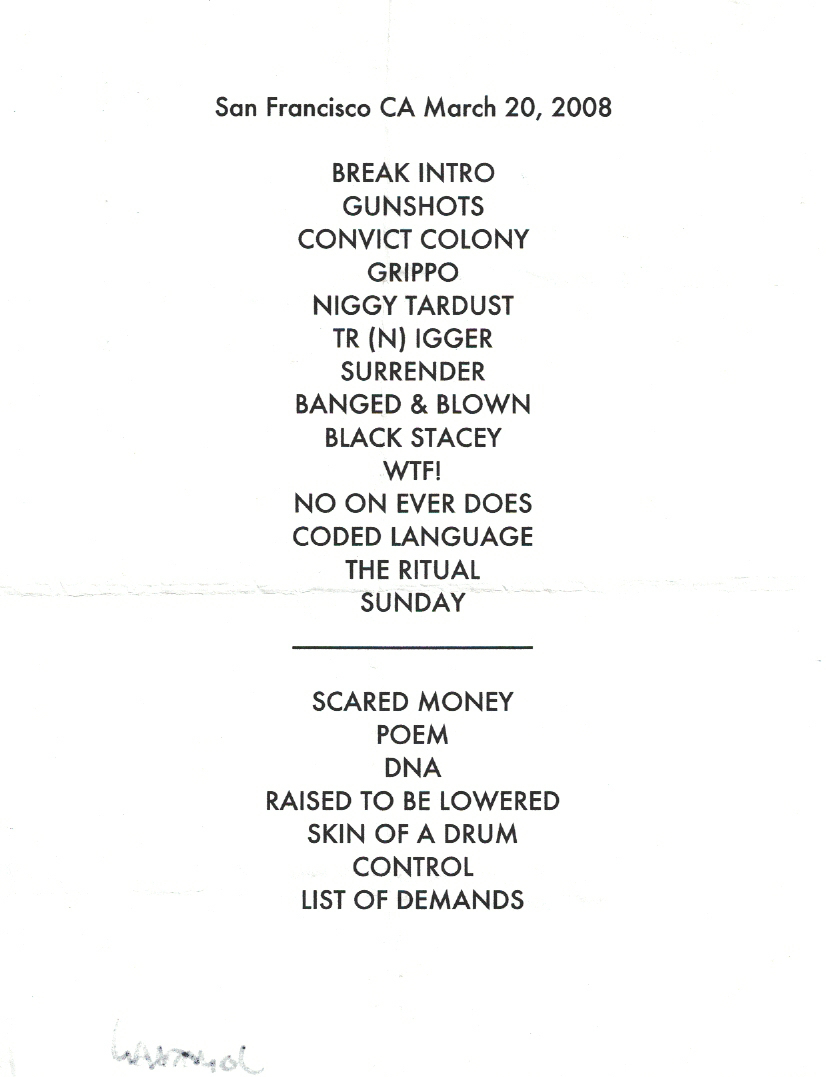 San Francisco CA March 20, 2008
BREAK INTRO
GUNSHOTS
CONVICT COLONY
GRIPPO
NIGGY TARDUST
TR (N) IGGER
SURRENDER
BANGED & BLOWN
BLACK STACEY
WTF!
NO ON EVER DOES
CODED LANGUAGE
THE RITUAL
SUNDAY
SCARED MONEY
POEM
DNA
RAISED TO BE LOWERED
SKIN OF A DRUM
CONTROL
LIST OF DEMANDS